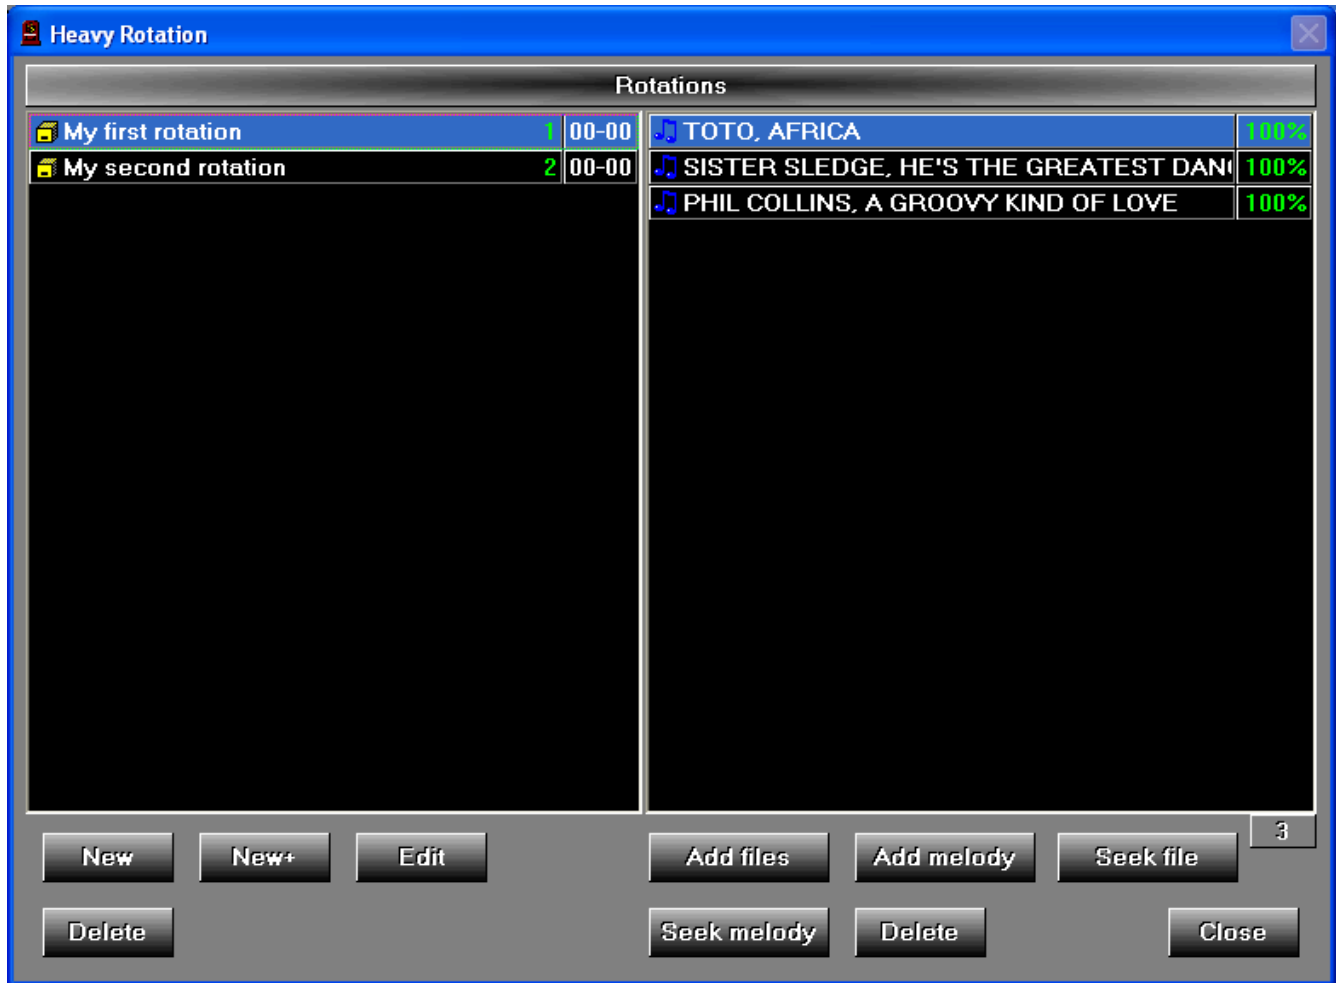 Heavy Rotation
Rotations
My first rotation 1 00-00
My second rotation 2 00-00
TOTO, AFRICA 100%
SISTER SLEDGE, HE'S THE GREATEST DAN 100%
PHIL COLLINS, A GROOVY KIND OF LOVE 100%
3
New New+ Edit
Add files Add melody Seek file
Delete
Seek melody Delete Close